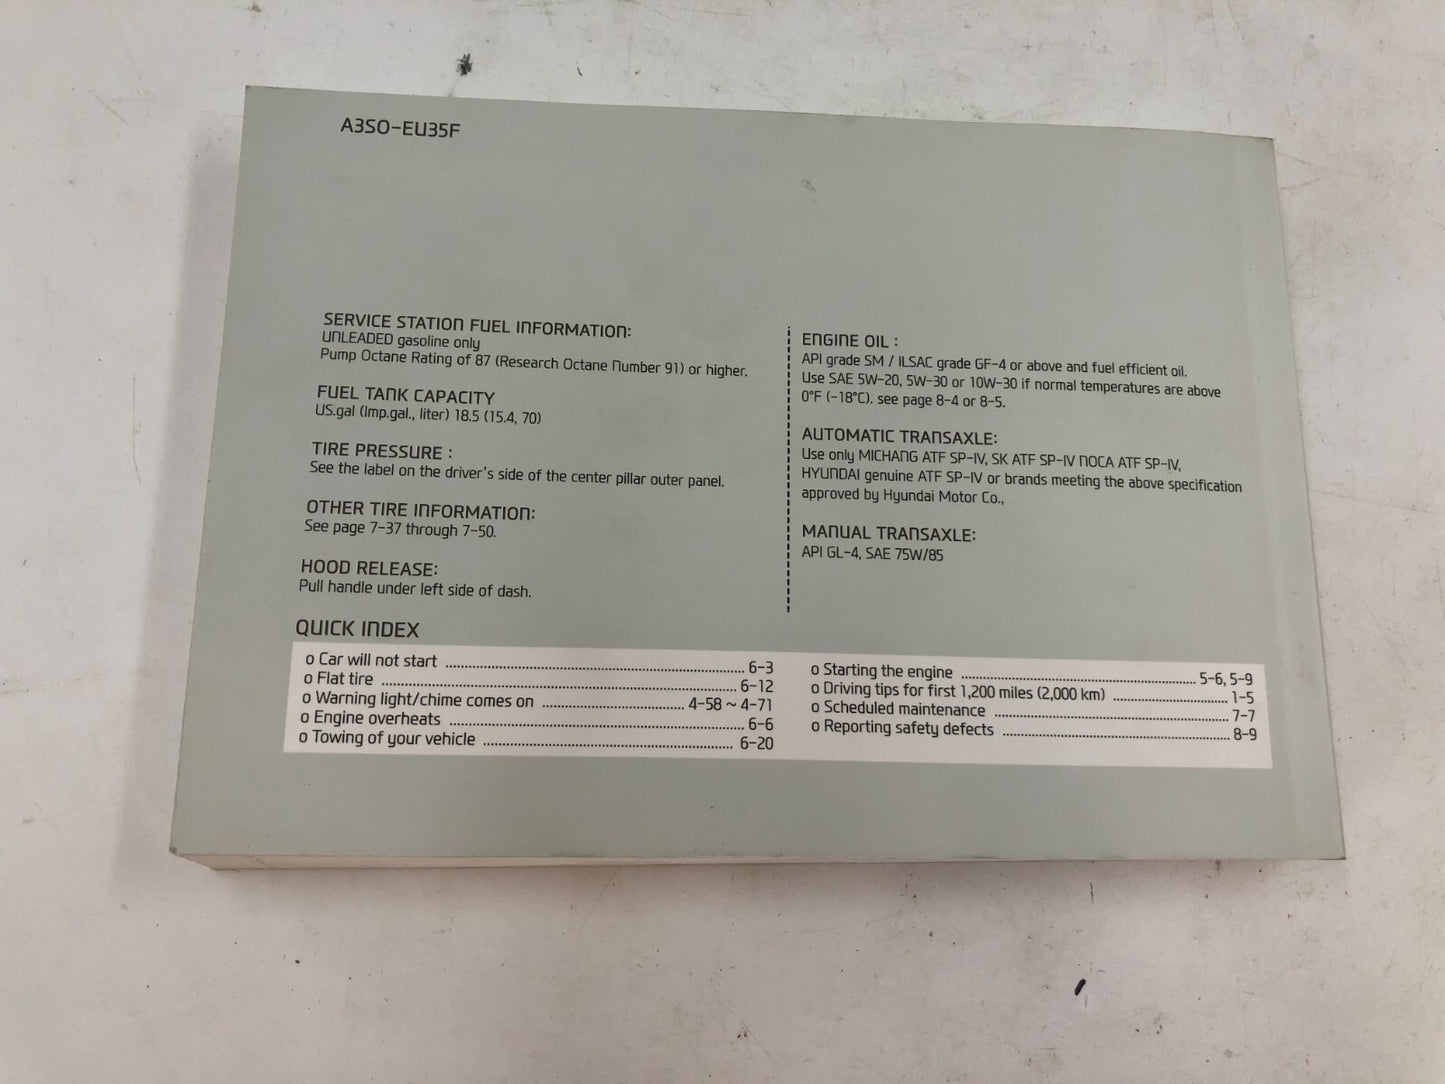 A3SO-EU35F
SERVICE STATION FUEL INFORMATION:
UNLEADED gasoline only
Pump Octane Rating of 87 (Research Octane Number 91) or higher.
FUEL TANK CAPACITY
US.gal (Imp.gal., liter) 18.5 (15.4, 70)
TIRE PRESSURE :
See the label on the driver's side of the center pillar outer panel.
OTHER TIRE INFORMATION:
See page 7-37 through 7-50.
HOOD RELEASE:
Pull handle under left side of dash.
ENGINE OIL :
API grade SM / ILSAC grade GF-4 or above and fuel efficient oil.
Use SAE 5W-20, 5W-30 or 10W-30 if normal temperatures are above
0°F (-18°C). see page 8-4 or 8-5.
AUTOMATIC TRANSAXLE:
Use only MICHANG ATF SP-IV, SK ATF SP-IV NOCA ATF SP-IV,
HYUNDAI genuine ATF SP-IV or brands meeting the above specification
approved by Hyundai Motor Co.,
MANUAL TRANSAXLE:
API GL-4, SAE 75W/85
QUICK INDEX
o Car will not start ........ 6-3
o Flat tire ........ 6-12
o Warning light/chime comes on ........ 4-58 ~ 4-71
o Engine overheats ........ 6-6
o Towing of your vehicle ........ 6-20
o Starting the engine ........ 5-6, 5-9
o Driving tips for first 1,200 miles (2,000 km) ........ 1-5
o Scheduled maintenance ........ 7-7
o Reporting safety defects ........ 8-9